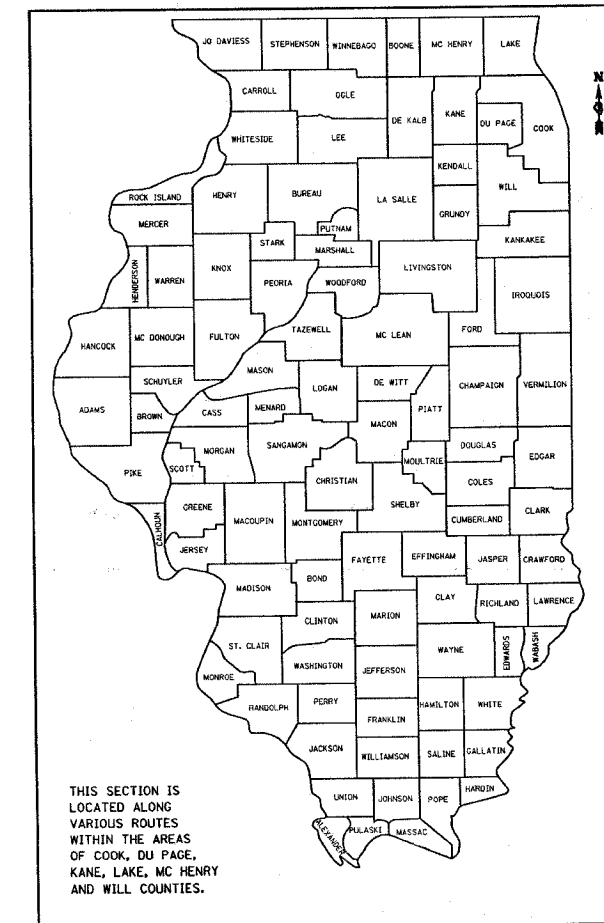 JO DAVIESS STEPHENSON WINNEBAGO BOONE MC HENRY LAKE
N
CARROLL OGLE DE KALB KANE DU PAGE COOK
WHITESIDE LEE
KENDALL WILL
ROCK ISLAND HENRY BUREAU LA SALLE GRUNDY
MERCER PUTNAM
STARK MARSHALL KANKAKEE
HENDERSON WARREN KNOX PEORIA WOODFORD LIVINGSTON IROQUOIS
HANCOCK MC DONOUGH FULTON TAZEWELL MC LEAN FORD
MASON
SCHUYLER LOGAN DE WITT CHAMPAIGN VERMILION
ADAMS BROWN CASS MENARD MACON PIATT
PIKE SCOTT MORGAN SANGAMON MOULTRIE DOUGLAS EDGAR
CHRISTIAN COLES
CALHOUN GREENE MACOUPIN MONTGOMERY SHELBY CUMBERLAND CLARK
JERSEY FAYETTE EFFINGHAM JASPER CRAWFORD
MADISON BOND CLAY RICHLAND LAWRENCE
CLINTON MARION
ST. CLAIR WASHINGTON WAYNE EDWARDS WABASH
MONROE JEFFERSON
RANDOLPH PERRY HAMILTON WHITE
FRANKLIN
JACKSON WILLIAMSON SALINE GALLATIN
UNION JOHNSON POPE HARDIN
ALEXANDER PULASKI MASSAC
THIS SECTION IS
LOCATED ALONG
VARIOUS ROUTES
WITHIN THE AREAS
OF COOK, DU PAGE,
KANE, LAKE, MC HENRY
AND WILL COUNTIES.